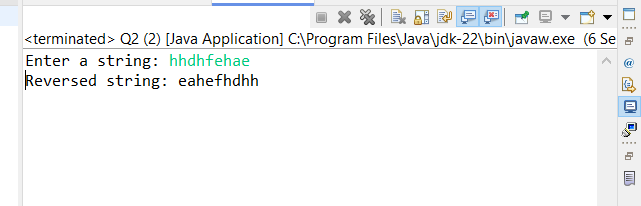 <terminated> Q2 (2) [Java Application] C:\Program Files\Java\jdk-22\bin\javaw.exe (6 Se
Enter a string: hhdhfehae
Reversed string: eahefhdhh